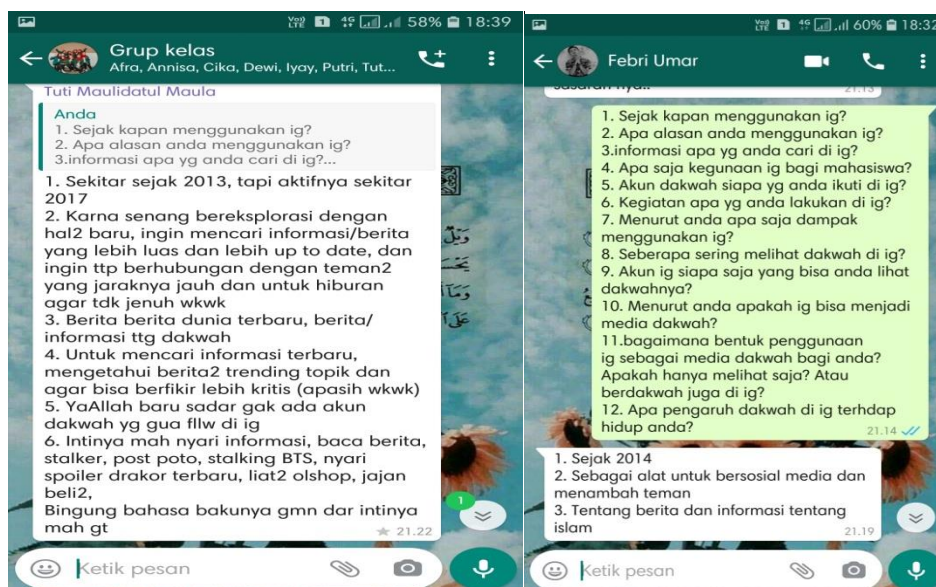 58% 18:39
Grup kelas
Afra, Annisa, Cika, Dewi, Iyay, Putri, Tut...
Tuti Maulidatul Maula
Anda
1. Sejak kapan menggunakan ig?
2. Apa alasan anda menggunakan ig?
3.informasi apa yg anda cari di ig?...
1. Sekitar sejak 2013, tapi aktifnya sekitar
2017
2. Karna senang bereksplorasi dengan
hal2 baru, ingin mencari informasi/berita
yang lebih luas dan lebih up to date, dan
ingin ttp berhubungan dengan teman2
yang jaraknya jauh dan untuk hiburan
agar tdk jenuh wkwk
3. Berita berita dunia terbaru, berita/
informasi ttg dakwah
4. Untuk mencari informasi terbaru,
mengetahui berita2 trending topik dan
agar bisa berfikir lebih kritis (apasih wkwk)
5. YaAllah baru sadar gak ada akun
dakwah yg gua fllw di ig
6. Intinya mah nyari informasi, baca berita,
stalker, post poto, stalking BTS, nyari
spoiler drakor terbaru, liat2 olshop, jajan
beli2,
Bingung bahasa bakunya gmn dar intinya
mah gt
21.22
1
Ketik pesan
60% 18:32
Febri Umar
21.13
1. Sejak kapan menggunakan ig?
2. Apa alasan anda menggunakan ig?
3.informasi apa yg anda cari di ig?
4. Apa saja kegunaan ig bagi mahasiswa?
5. Akun dakwah siapa yg anda ikuti di ig?
6. Kegiatan apa yg anda lakukan di ig?
7. Menurut anda apa saja dampak
menggunakan ig?
8. Seberapa sering melihat dakwah di ig?
9. Akun ig siapa saja yang bisa anda lihat
dakwahnya?
10. Menurut anda apakah ig bisa menjadi
media dakwah?
11.bagaimana bentuk penggunaan
ig sebagai media dakwah bagi anda?
Apakah hanya melihat saja? Atau
berdakwah juga di ig?
12. Apa pengaruh dakwah di ig terhdap
hidup anda?
21.14
1. Sejak 2014
2. Sebagai alat untuk bersosial media dan
menambah teman
3. Tentang berita dan informasi tentang
islam
21.19
Ketik pesan